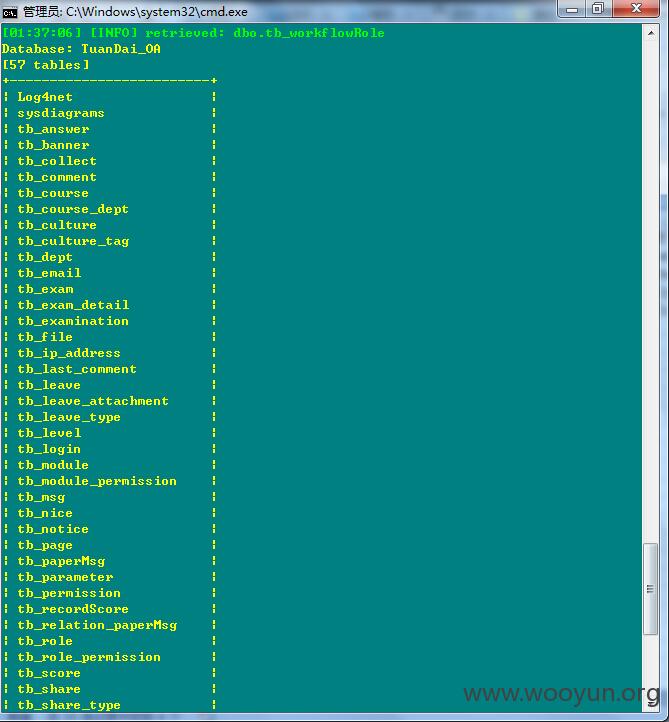 管理员: C:\Windows\system32\cmd.exe
[01:37:06] [INFO] retrieved: dbo.tb_workflowRole
Database: TuanDai_OA
[57 tables]
+--------------------------+
| Log4net |
| sysdiagrams |
| tb_answer |
| tb_banner |
| tb_collect |
| tb_comment |
| tb_course |
| tb_course_dept |
| tb_culture |
| tb_culture_tag |
| tb_dept |
| tb_email |
| tb_exam |
| tb_exam_detail |
| tb_examination |
| tb_file |
| tb_ip_address |
| tb_last_comment |
| tb_leave |
| tb_leave_attachment |
| tb_leave_type |
| tb_level |
| tb_login |
| tb_module |
| tb_module_permission |
| tb_msg |
| tb_nice |
| tb_notice |
| tb_page |
| tb_paperMsg |
| tb_parameter |
| tb_permission |
| tb_recordScore |
| tb_relation_paperMsg |
| tb_role |
| tb_role_permission |
| tb_score |
| tb_share |
| tb_share_type |
www.wooyun.org